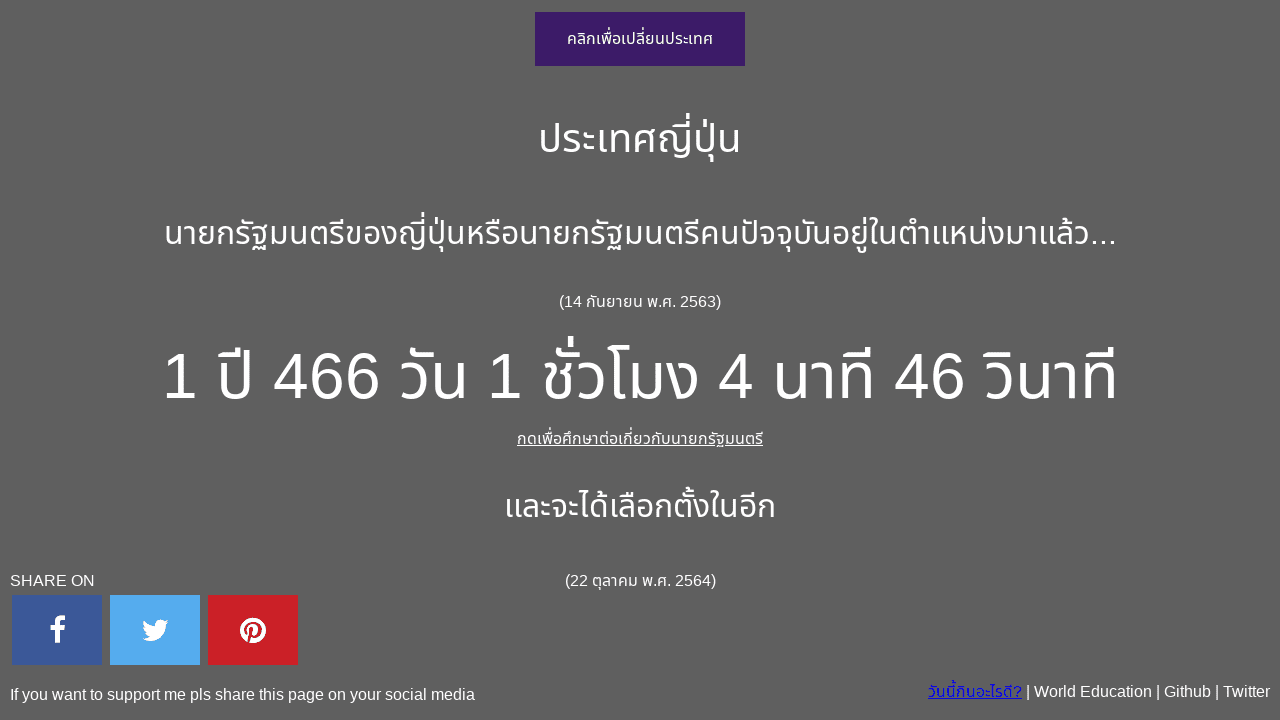 คลิกเพื่อเปลี่ยนประเทศ
ประเทศญี่ปุ่น
นายกรัฐมนตรีของญี่ปุ่นหรือนายกรัฐมนตรีคนปัจจุบันอยู่ในตำแหน่งมาแล้ว...
(14 กันยายน พ.ศ. 2563)
1 ปี 466 วัน 1 ชั่วโมง 4 นาที 46 วินาที
กดเพื่อศึกษาต่อเกี่ยวกับนายกรัฐมนตรี
และจะได้เลือกตั้งในอีก
(22 ตุลาคม พ.ศ. 2564)
SHARE ON
If you want to support me pls share this page on your social media
วันนี้กินอะไรดี? | World Education | Github | Twitter